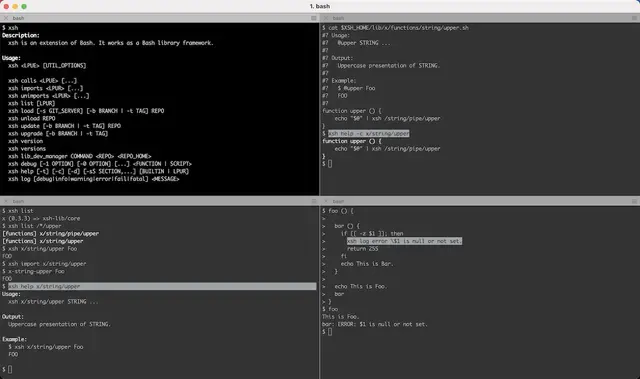 1. bash
bash
$ xsh
Description:
xsh is an extension of Bash. It works as a Bash library framework.
Usage:
xsh <LPUE> [UTIL_OPTIONS]
xsh calls <LPUE> [...]
xsh imports <LPUR> [...]
xsh unimports <LPUR> [...]
xsh list [LPUR]
xsh load [-s GIT_SERVER] [-b BRANCH | -t TAG] REPO
xsh unload REPO
xsh update [-b BRANCH | -t TAG] REPO
xsh upgrade [-b BRANCH | -t TAG]
xsh version
xsh versions
xsh lib_dev_manager COMMAND <REPO> <REPO_HOME>
xsh debug [-1 OPTION] [-0 OPTION] [...] <FUNCTION | SCRIPT>
xsh help [-t] [-c] [-d] [-sS SECTION,...] [BUILTIN | LPUR]
xsh log [debug|info|warning|error|fail|fatal] <MESSAGE>
bash
$ cat $XSH_HOME/lib/x/functions/string/upper.sh
#? Usage:
#?   @upper STRING ...
#?
#? Output:
#?   Uppercase presentation of STRING.
#?
#? Example:
#?   $ @upper Foo
#?   FOO
#?
function upper () {
echo "$@" | xsh /string/pipe/upper
}
$ xsh help -c x/string/upper
function upper () {
echo "$@" | xsh /string/pipe/upper
}
$
bash
$ xsh list
x (0.3.3) => xsh-lib/core
$ xsh list /*/upper
[functions] x/string/pipe/upper
[functions] x/string/upper
$ xsh x/string/upper Foo
FOO
$ xsh import x/string/upper
$ x-string-upper Foo
FOO
$ xsh help x/string/upper
Usage:
xsh x/string/upper STRING ...
Output:
Uppercase presentation of STRING.
Example:
$ xsh x/string/upper Foo
FOO
$
bash
$ foo () {
>
>   bar () {
>     if [[ -z $1 ]]; then
>       xsh log error \$1 is null or not set.
>       return 255
>     fi
>     echo This is Bar.
>   }
>
>   echo This is Foo.
>   bar
> }
$ foo
This is Foo.
bar: ERROR: $1 is null or not set.
$